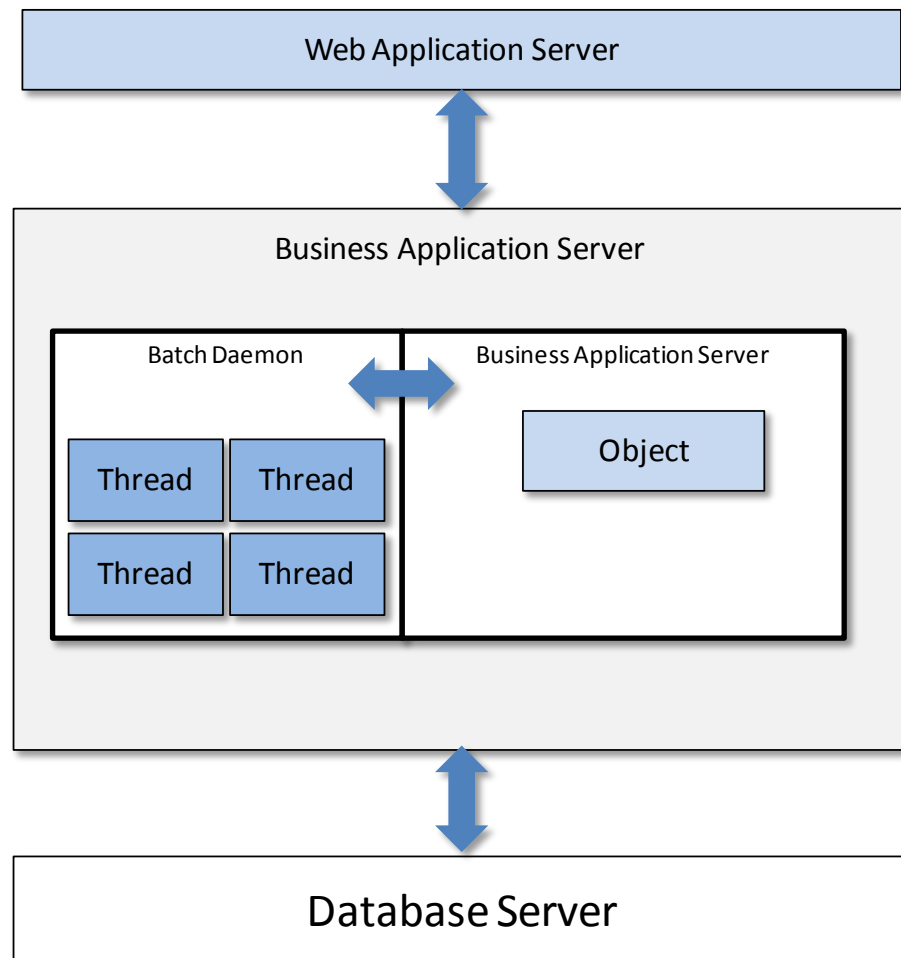 Web Application Server
Business Application Server
Batch Daemon
Business Application Server
Thread
Thread
Object
Thread
Thread
Database Server